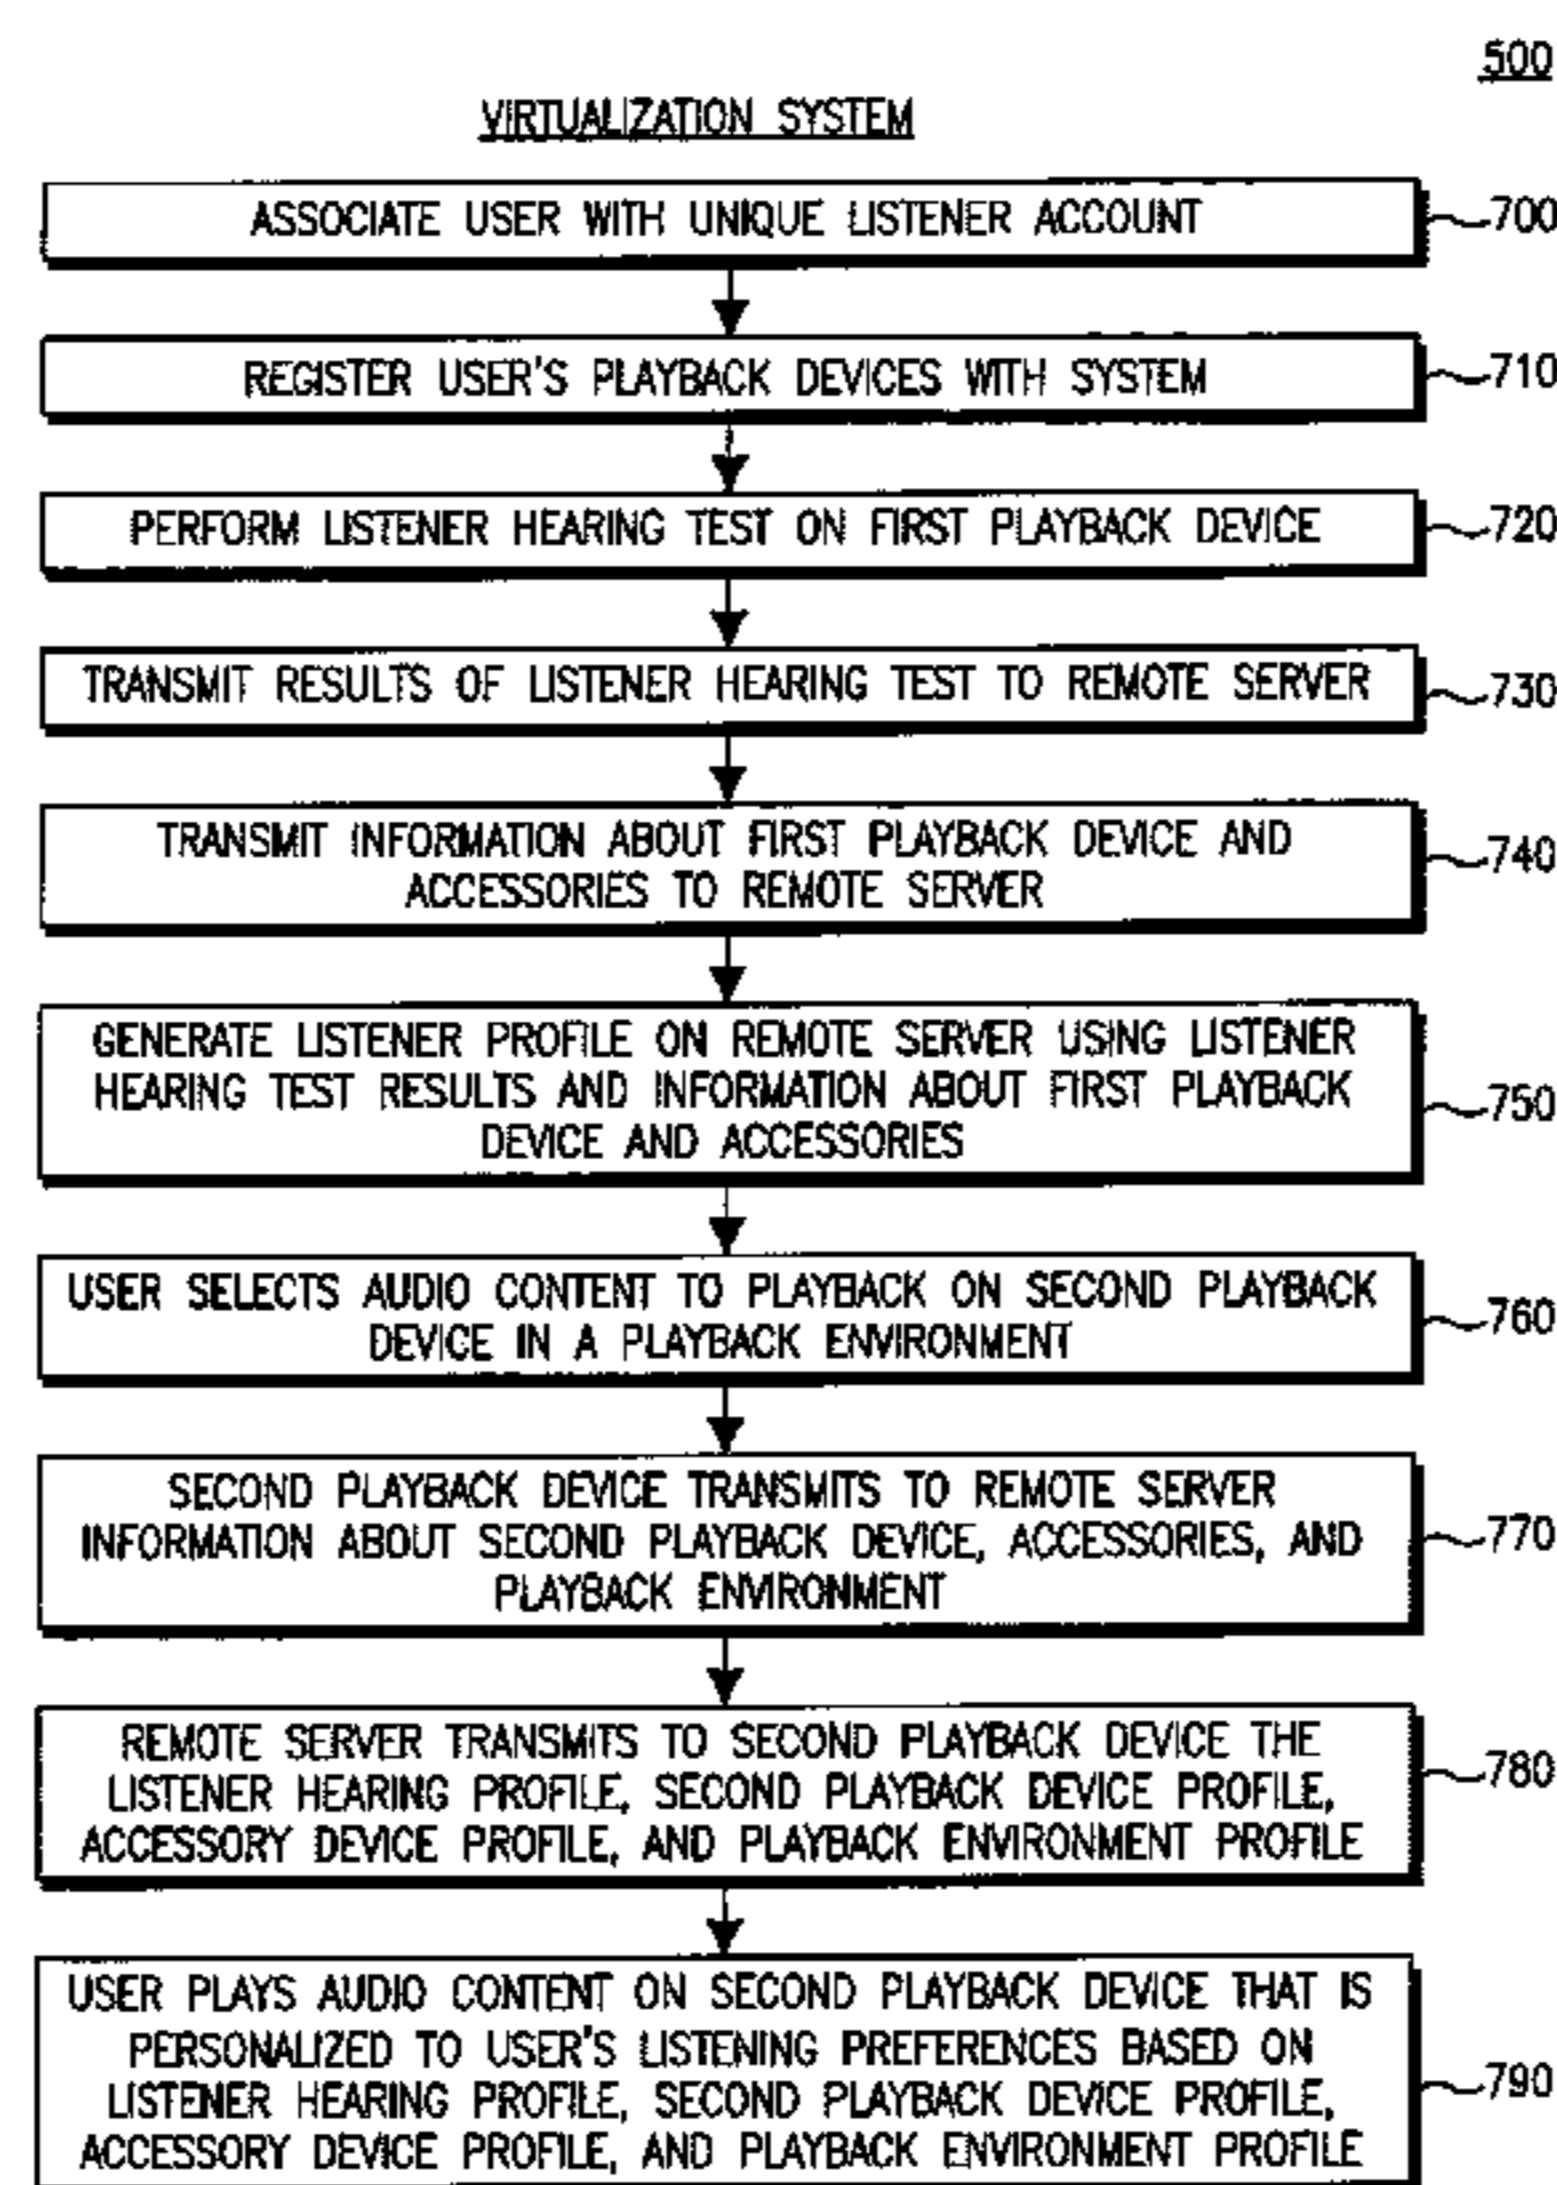 500
VIRTUALIZATION SYSTEM
ASSOCIATE USER WITH UNIQUE LISTENER ACCOUNT
700
REGISTER USER'S PLAYBACK DEVICES WITH SYSTEM
710
PERFORM LISTENER HEARING TEST ON FIRST PLAYBACK DEVICE
720
TRANSMIT RESULTS OF LISTENER HEARING TEST TO REMOTE SERVER
730
TRANSMIT INFORMATION ABOUT FIRST PLAYBACK DEVICE AND
ACCESSORIES TO REMOTE SERVER
740
GENERATE LISTENER PROFILE ON REMOTE SERVER USING LISTENER
HEARING TEST RESULTS AND INFORMATION ABOUT FIRST PLAYBACK
DEVICE AND ACCESSORIES
750
USER SELECTS AUDIO CONTENT TO PLAYBACK ON SECOND PLAYBACK
DEVICE IN A PLAYBACK ENVIRONMENT
760
SECOND PLAYBACK DEVICE TRANSMITS TO REMOTE SERVER
INFORMATION ABOUT SECOND PLAYBACK DEVICE, ACCESSORIES, AND
PLAYBACK ENVIRONMENT
770
REMOTE SERVER TRANSMITS TO SECOND PLAYBACK DEVICE THE
LISTENER HEARING PROFILE, SECOND PLAYBACK DEVICE PROFILE,
ACCESSORY DEVICE PROFILE, AND PLAYBACK ENVIRONMENT PROFILE
780
USER PLAYS AUDIO CONTENT ON SECOND PLAYBACK DEVICE THAT IS
PERSONALIZED TO USER'S LISTENING PREFERENCES BASED ON
LISTENER HEARING PROFILE, SECOND PLAYBACK DEVICE PROFILE,
ACCESSORY DEVICE PROFILE, AND PLAYBACK ENVIRONMENT PROFILE
790